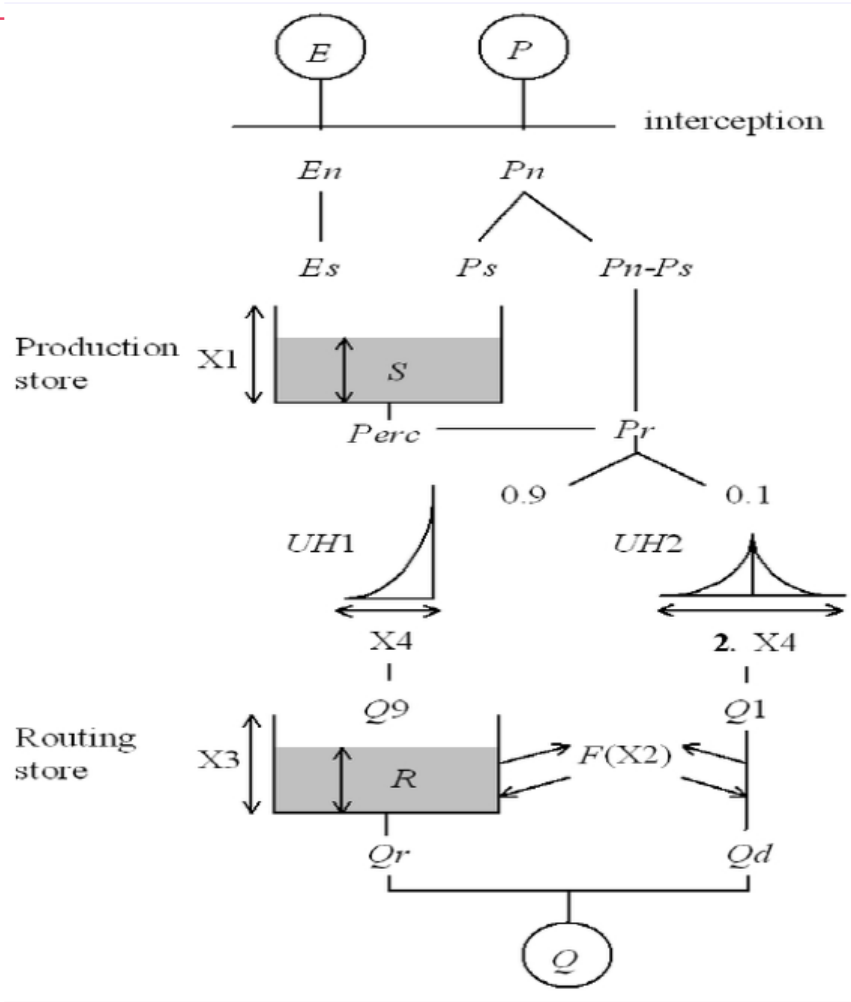 E P
interception
En Pn
Es Ps Pn-Ps
Production
store
X1
S
Perc Pr
0.9 0.1
UH1 UH2
X4 2. X4
Q9 Q1
Routing
store
X3
R
F(X2)
Qr Qd
Q